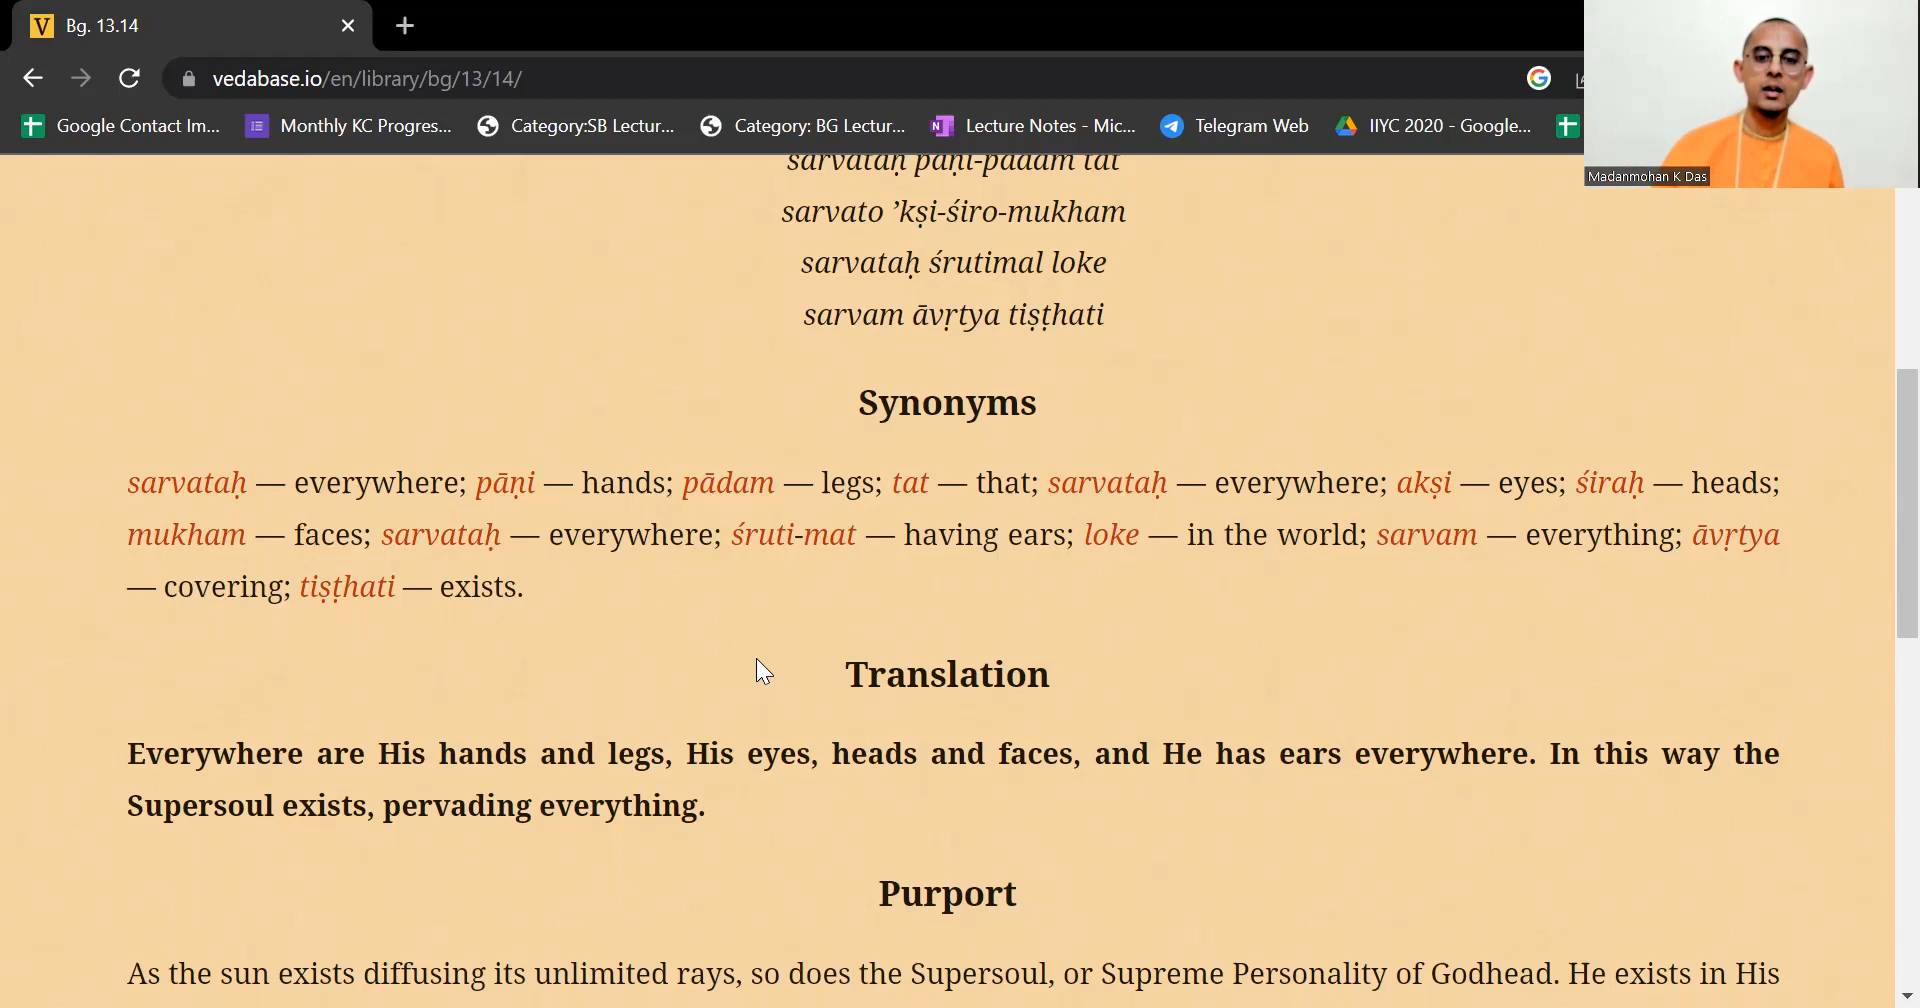 Bg. 13.14
vedabase.io/en/library/bg/13/14/
Google Contact Im... Monthly KC Progres... Category:SB Lectur... Category: BG Lectur... Lecture Notes - Mic... Telegram Web IIYC 2020 - Google...
Madanmohan K Das
sarvataḥ pāṇi-pādaṁ tat
sarvato ’kṣi-śiro-mukham
sarvataḥ śrutimal loke
sarvam āvṛtya tiṣṭhati
Synonyms
sarvataḥ — everywhere; pāṇi — hands; pādam — legs; tat — that; sarvataḥ — everywhere; akṣi — eyes; śiraḥ — heads;
mukham — faces; sarvataḥ — everywhere; śruti-mat — having ears; loke — in the world; sarvam — everything; āvṛtya
— covering; tiṣṭhati — exists.
Translation
Everywhere are His hands and legs, His eyes, heads and faces, and He has ears everywhere. In this way the
Supersoul exists, pervading everything.
Purport
As the sun exists diffusing its unlimited rays, so does the Supersoul, or Supreme Personality of Godhead. He exists in His